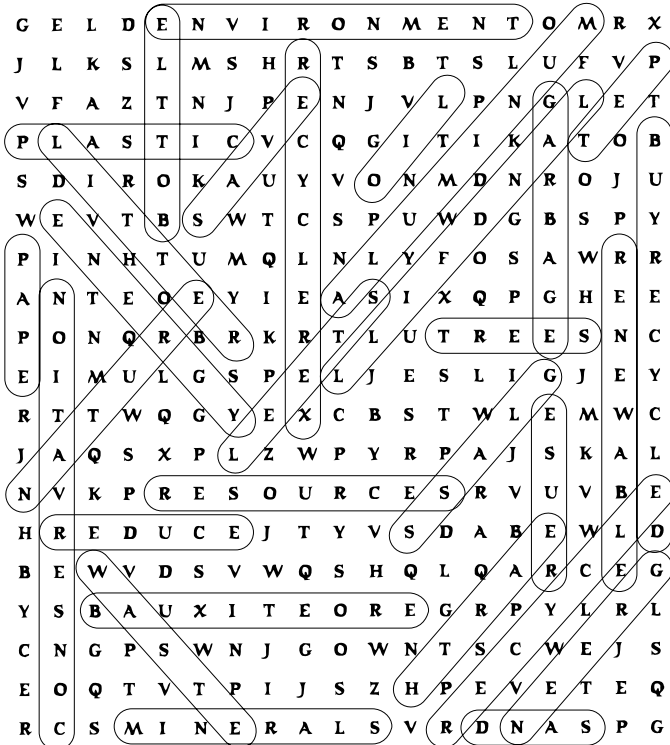 G E L D E N V I R O N M E N T O M R X
J L K S L M S H R T S B T S L U F V P
V F A Z T N J P E N J V L P N G L E T
P L A S T I C V C Q G I T I K A T O B
S D I R O K A U Y V O N M D N R O J U
W E V T B S W T C S P U W D G B S P Y
P I N H T U M Q L N L Y F O S A W R R
A N T E O E Y I E A S I X Q P G H E E
P O N Q R B R K R T L U T R E E S N C
E I M U L G S P E L J E S L I G J E Y
R T T W Q G Y E X C B S T W L E M W C
J A Q S X P L Z W P Y R P A J S K A L
N V K P R E S O U R C E S R V U V B E
H R E D U C E J T Y V S D A B E W L D
B E W V D S V W Q S H Q L Q A R C E G
Y S B A U X I T E O R E G R P Y L R L
C N G P S W N J G O W N T S C W E J S
E O Q T V T P I J S Z H P E V E T E Q
R C S M I N E R A L S V R D N A S P G